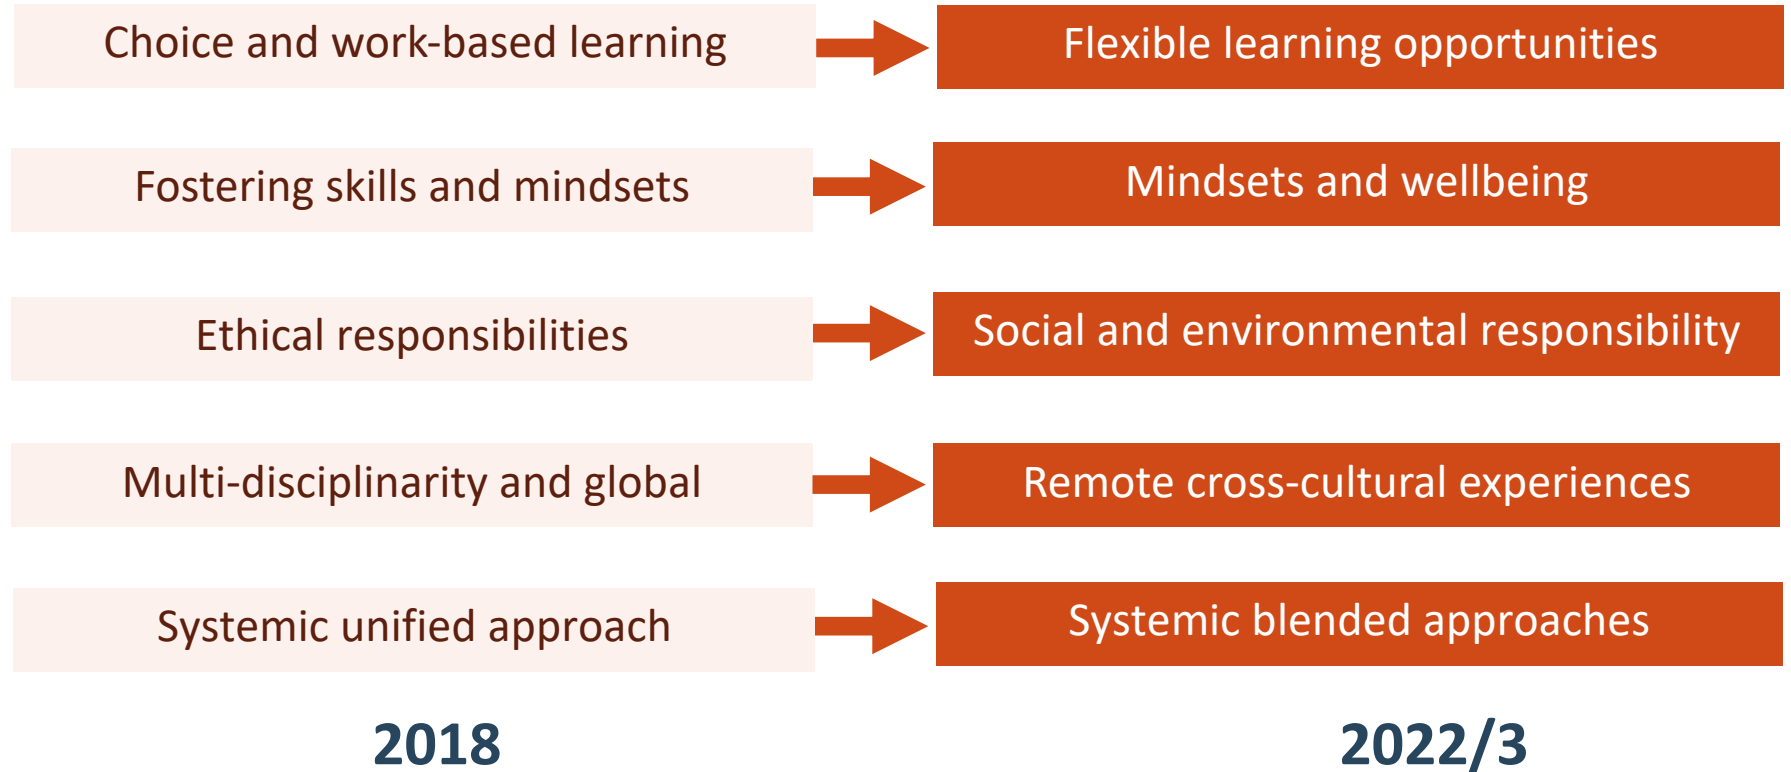 Choice and work-based learning
Flexible learning opportunities
Fostering skills and mindsets
Mindsets and wellbeing
Ethical responsibilities
Social and environmental responsibility
Multi-disciplinarity and global
Remote cross-cultural experiences
Systemic unified approach
Systemic blended approaches
2018
2022/3